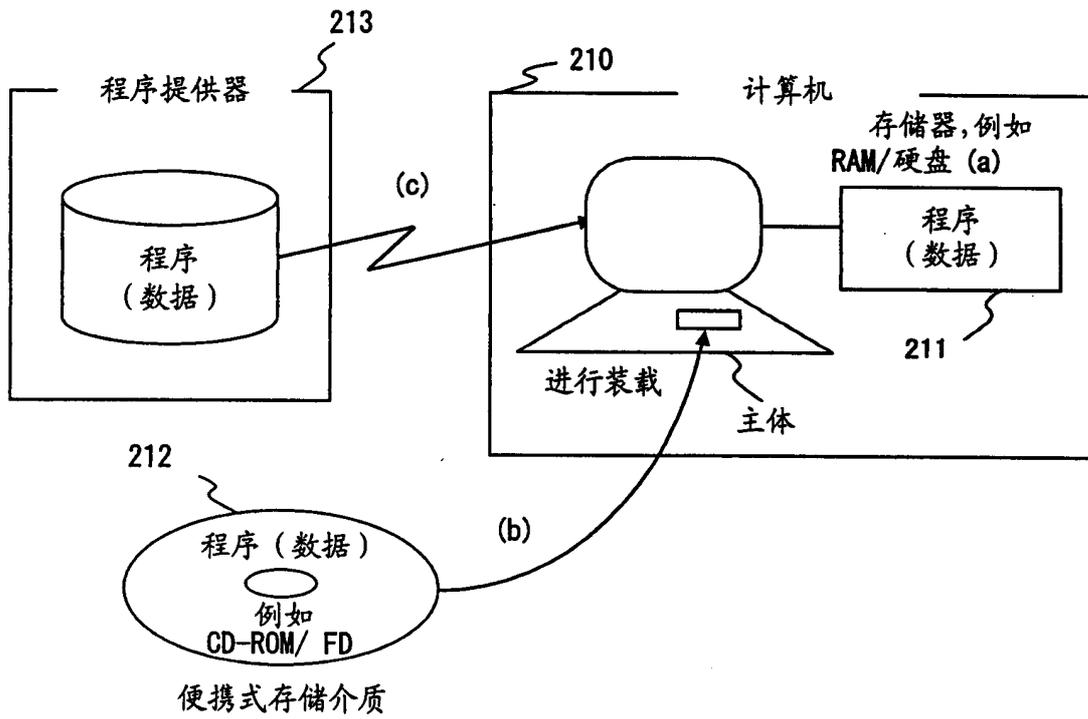 213
程序提供器
程序
（数据）
(c)
210
计算机
存储器,例如
RAM/硬盘 (a)
程序
（数据）
211
进行装载
主体
212
程序（数据）
例如
CD-ROM/ FD
(b)
便携式存储介质